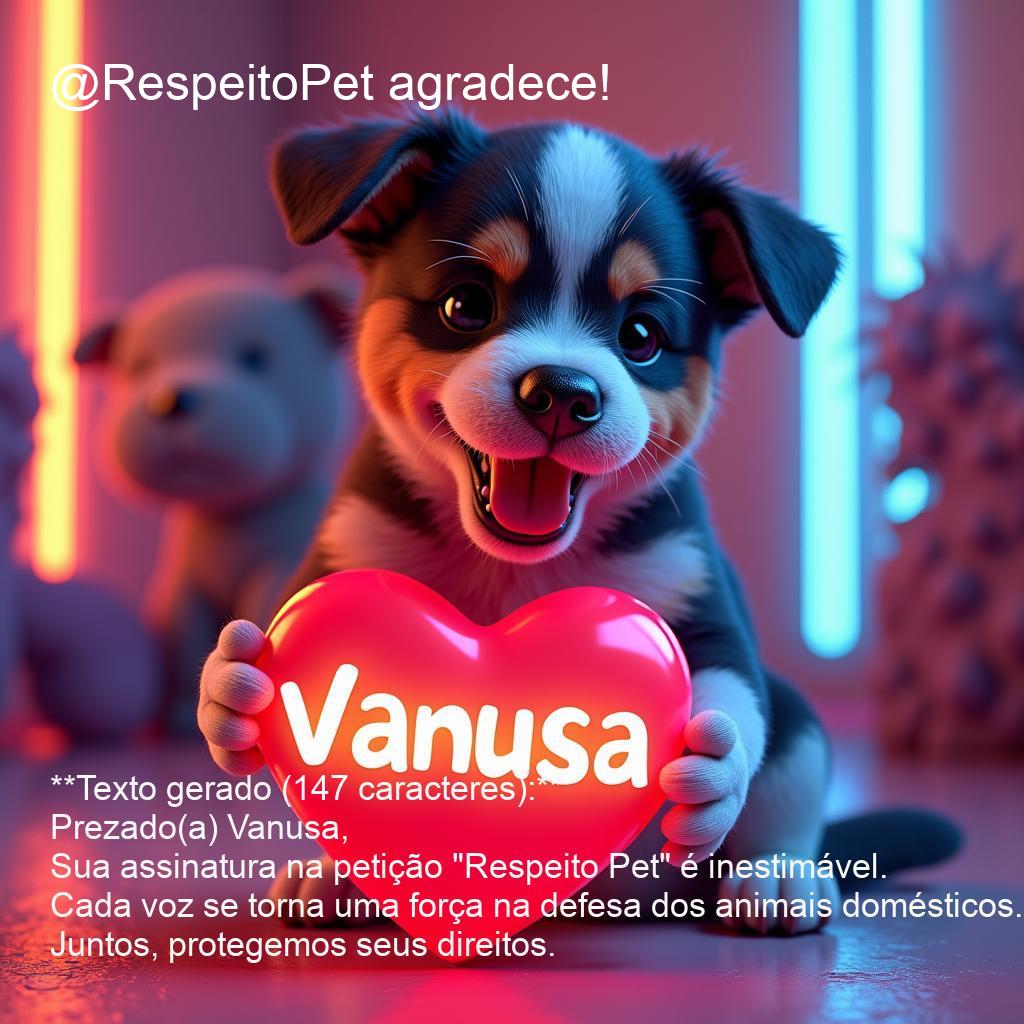 @RespeitoPet agradece!
Vanusa
**Texto gerado (147 caracteres):**
Prezado(a) Vanusa,
Sua assinatura na petição "Respeito Pet" é inestimável.
Cada voz se torna uma força na defesa dos animais domésticos.
Juntos, protegemos seus direitos.